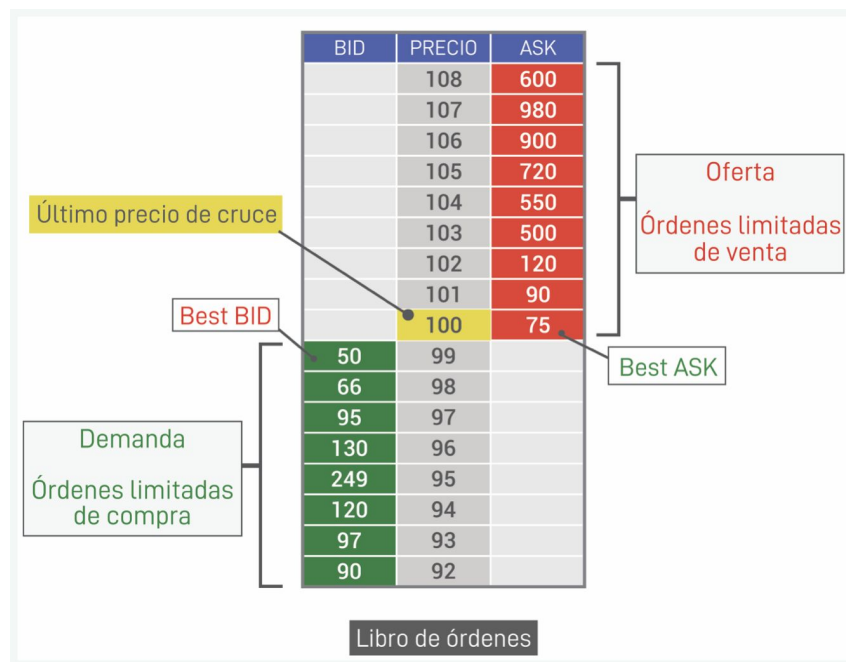 BID PRECIO ASK
108 600
107 980
106 900
105 720
104 550
103 500
102 120
101 90
100 75
50 99
66 98
95 97
130 96
249 95
120 94
97 93
90 92
Último precio de cruce
Best BID
Demanda
Órdenes limitadas
de compra
Oferta
Órdenes limitadas
de venta
Best ASK
Libro de órdenes